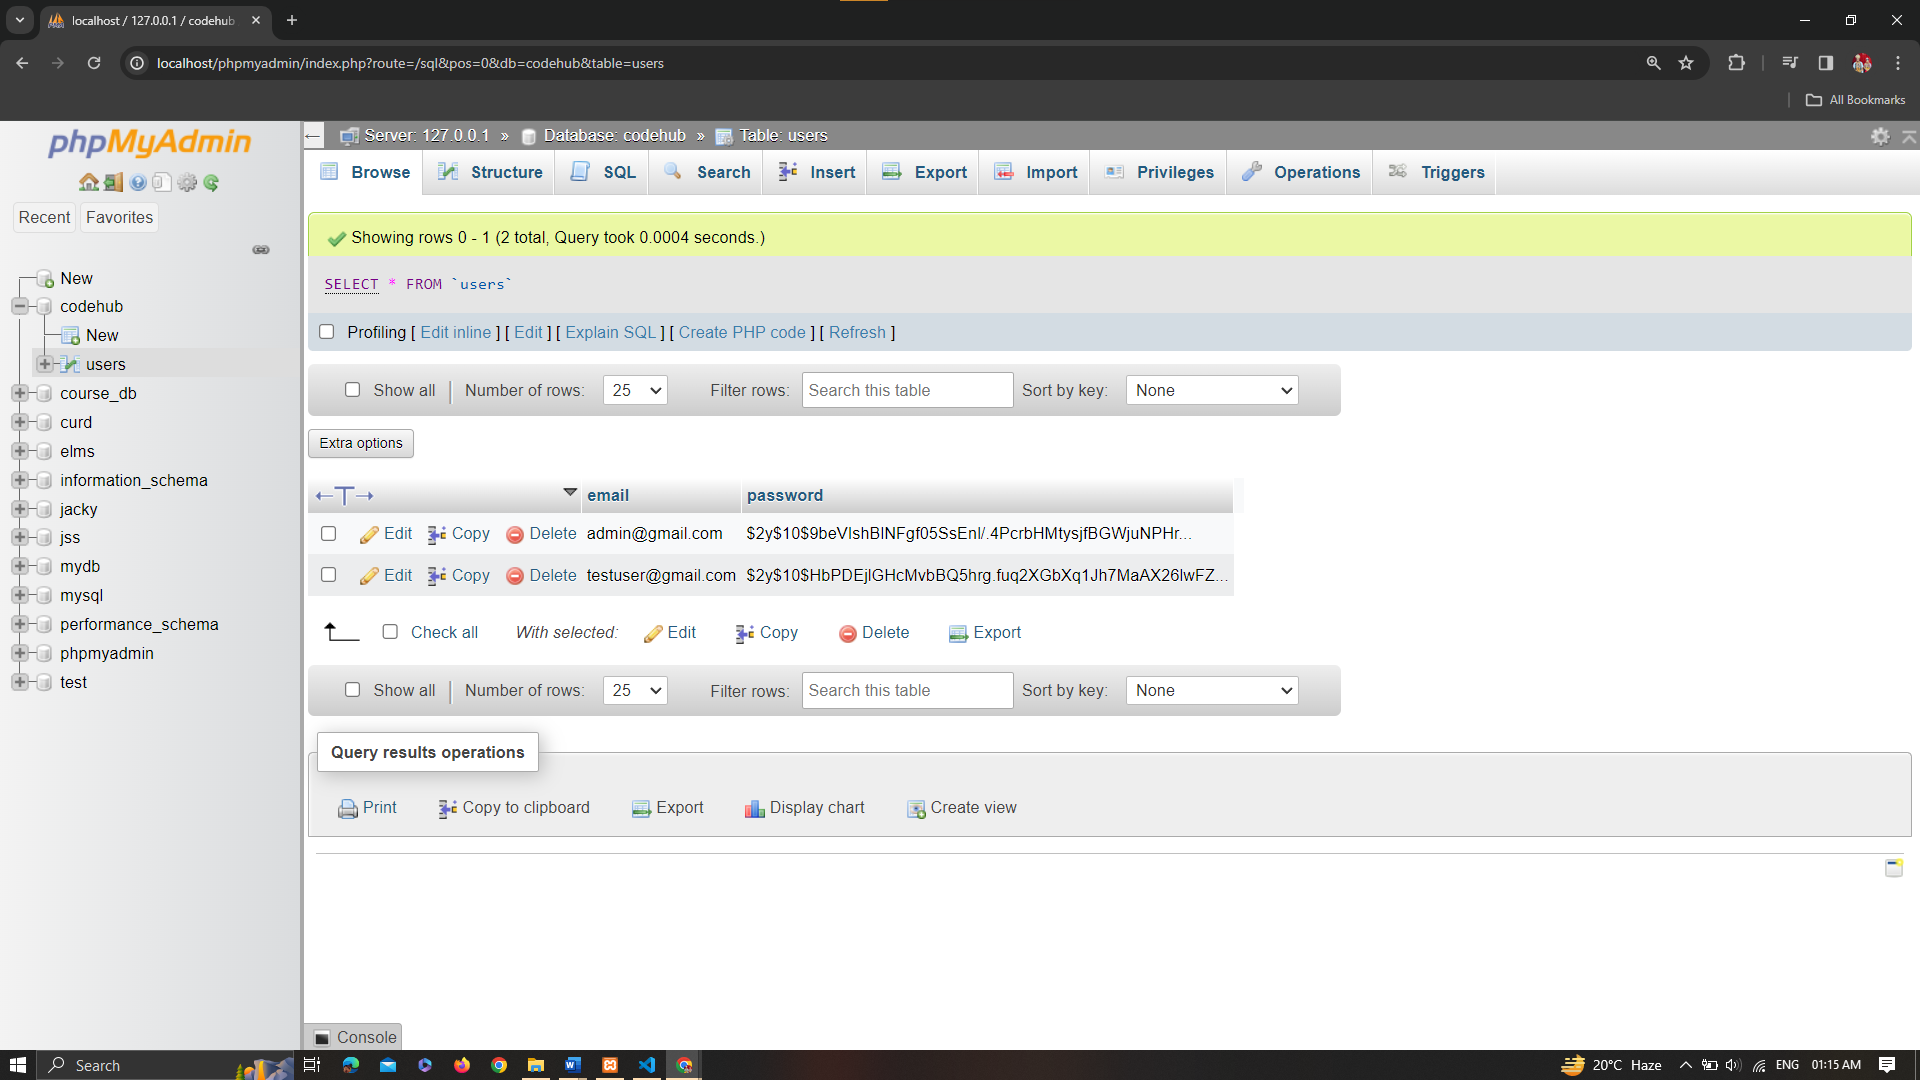 localhost / 127.0.0.1 / codehub
localhost/phpmyadmin/index.php?route=/sql&pos=0&db=codehub&table=users
All Bookmarks
phpMyAdmin
Recent Favorites
New
codehub
New
users
course_db
curd
elms
information_schema
jacky
jss
mydb
mysql
performance_schema
phpmyadmin
test
Server: 127.0.0.1 » Database: codehub » Table: users
Browse Structure SQL Search Insert Export Import Privileges Operations Triggers
Showing rows 0 - 1 (2 total, Query took 0.0004 seconds.)
SELECT * FROM `users`
Profiling [ Edit inline ] [ Edit ] [ Explain SQL ] [ Create PHP code ] [ Refresh ]
Show all | Number of rows: 25 Filter rows: Search this table Sort by key: None
Extra options
←T→ email password
Edit Copy Delete admin@gmail.com $2y$10$9beVlshBlNFgf05SsEnl/.4PcrbHMtysjfBGWjuNPHr...
Edit Copy Delete testuser@gmail.com $2y$10$HbPDEjlGHcMvbBQ5hrg.fuq2XGbXq1Jh7MaAX26lwFZ...
Check all With selected: Edit Copy Delete Export
Show all | Number of rows: 25 Filter rows: Search this table Sort by key: None
Query results operations
Print Copy to clipboard Export Display chart Create view
Console
Search
20°C Haze ENG 01:15 AM